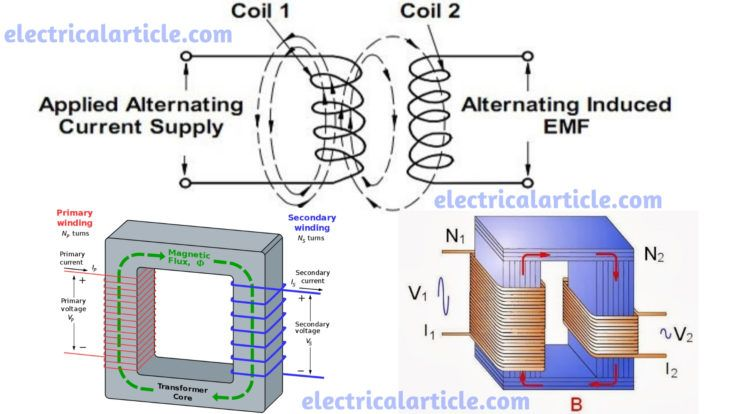 Coil 1
Coil 2
electricalarticle.com
Applied Alternating
Current Supply
Alternating Induced
EMF
electricalarticle.com
Primary
winding
NP turns
Secondary
winding
NS turns
Magnetic
Flux, Φ
Primary
current
IP
+
Primary
voltage
VP
−
IS
Secondary
current
+
Secondary
voltage
VS
−
Transformer
Core
N1
N2
V1
V2
I1
I2
B
electricalarticle.com